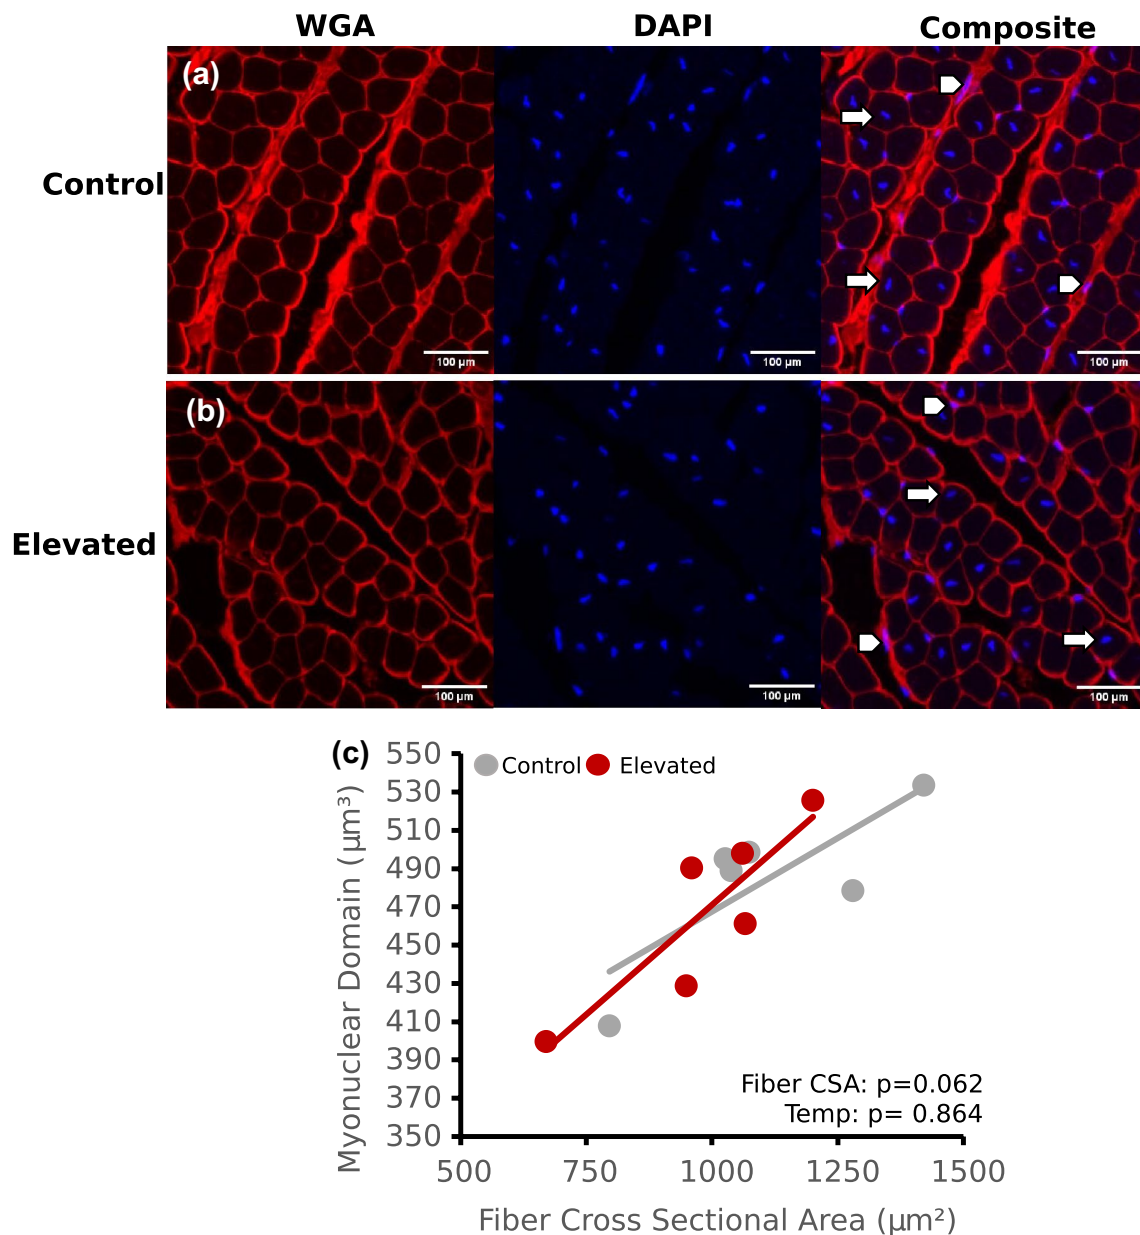 WGA DAPI Composite
(a)
Control
100 µm 100 µm 100 µm
(b)
Elevated
100 µm 100 µm 100 µm
(c)
Control Elevated
Myonuclear Domain (µm³)
550
530
510
490
470
450
430
410
390
370
350
Fiber CSA: p=0.062
Temp: p= 0.864
500 750 1000 1250 1500
Fiber Cross Sectional Area (µm²)